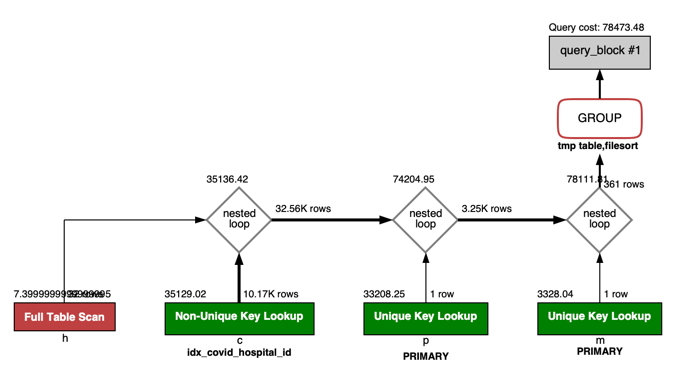 Query cost: 78473.48
query_block #1
GROUP
tmp table,filesort
35136.42
74204.95
78111.81
361 rows
nested
loop
32.56K rows
nested
loop
3.25K rows
nested
loop
35129.02
10.17K rows
33208.25
1 row
3328.04
1 row
Full Table Scan
Non-Unique Key Lookup
Unique Key Lookup
Unique Key Lookup
h
c
p
m
idx_covid_hospital_id
PRIMARY
PRIMARY